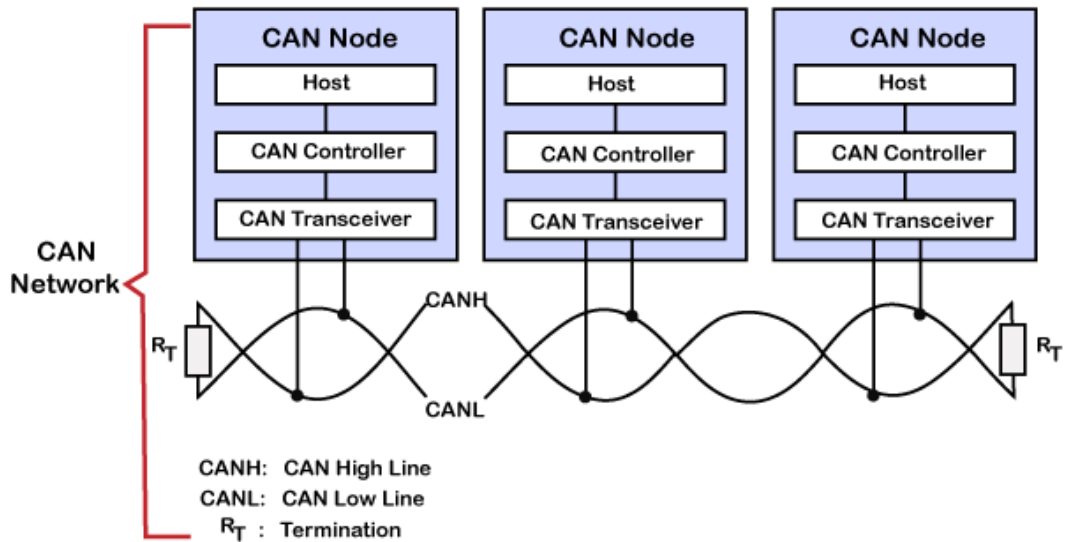 CAN Node
Host
CAN Controller
CAN Transceiver
CAN Node
Host
CAN Controller
CAN Transceiver
CAN Node
Host
CAN Controller
CAN Transceiver
CAN
Network
RT
CANH
CANL
RT
CANH: CAN High Line
CANL: CAN Low Line
RT : Termination